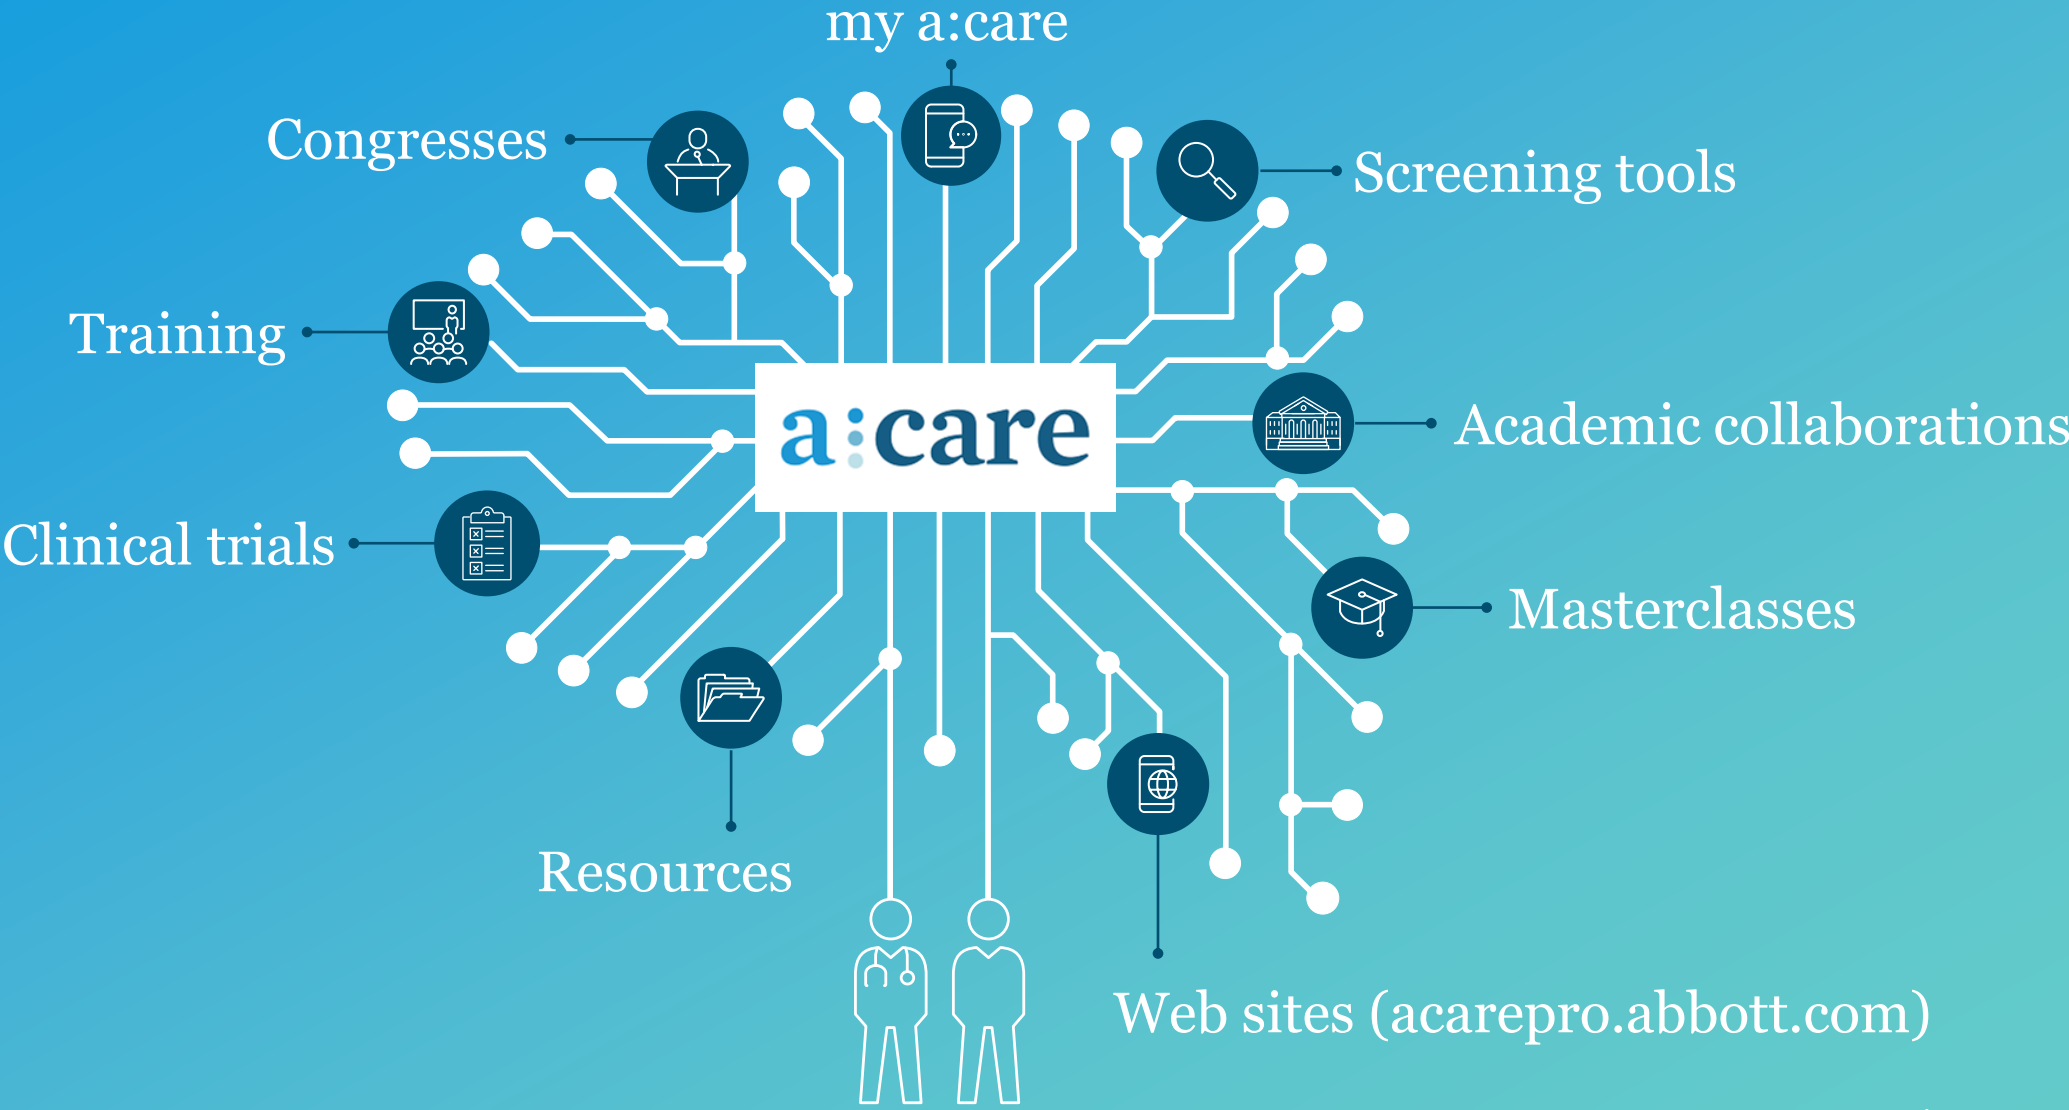 my a:care
Congresses
Screening tools
Training
a:care
Academic collaborations
Clinical trials
Masterclasses
Resources
Web sites (acarepro.abbott.com)